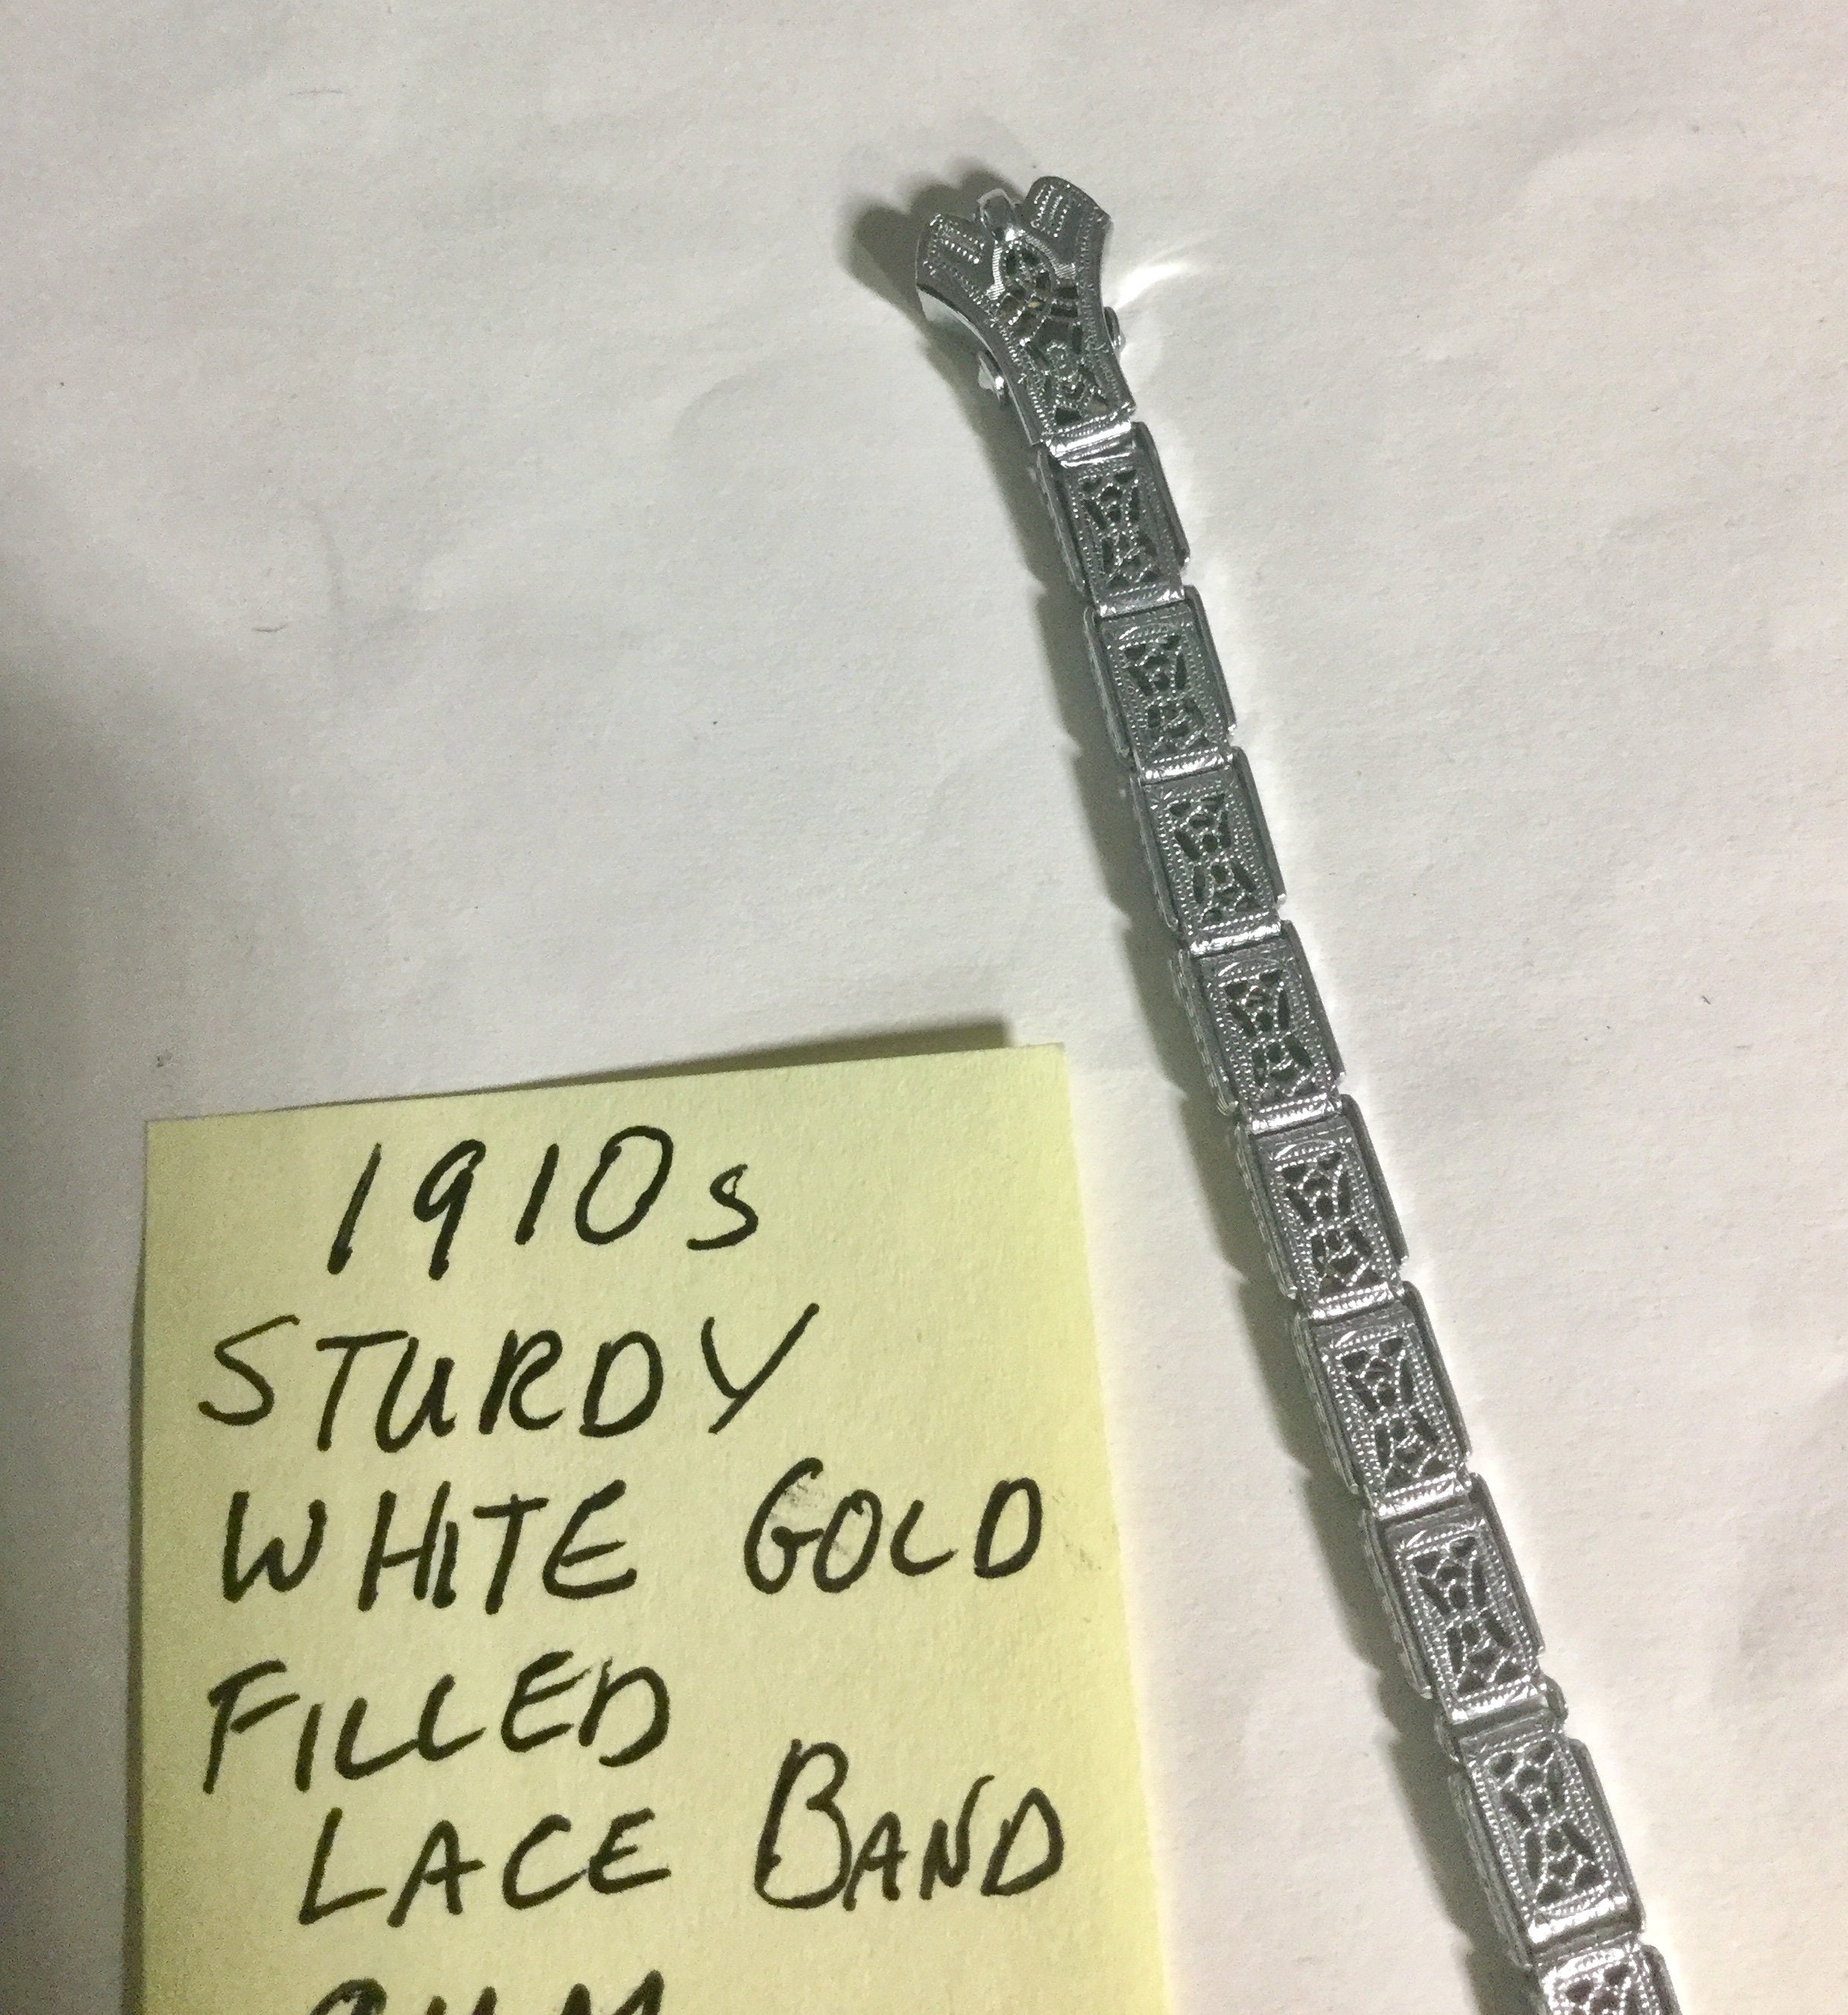 1910s
STURDY
WHITE GOLD
FILLED
LACE BAND